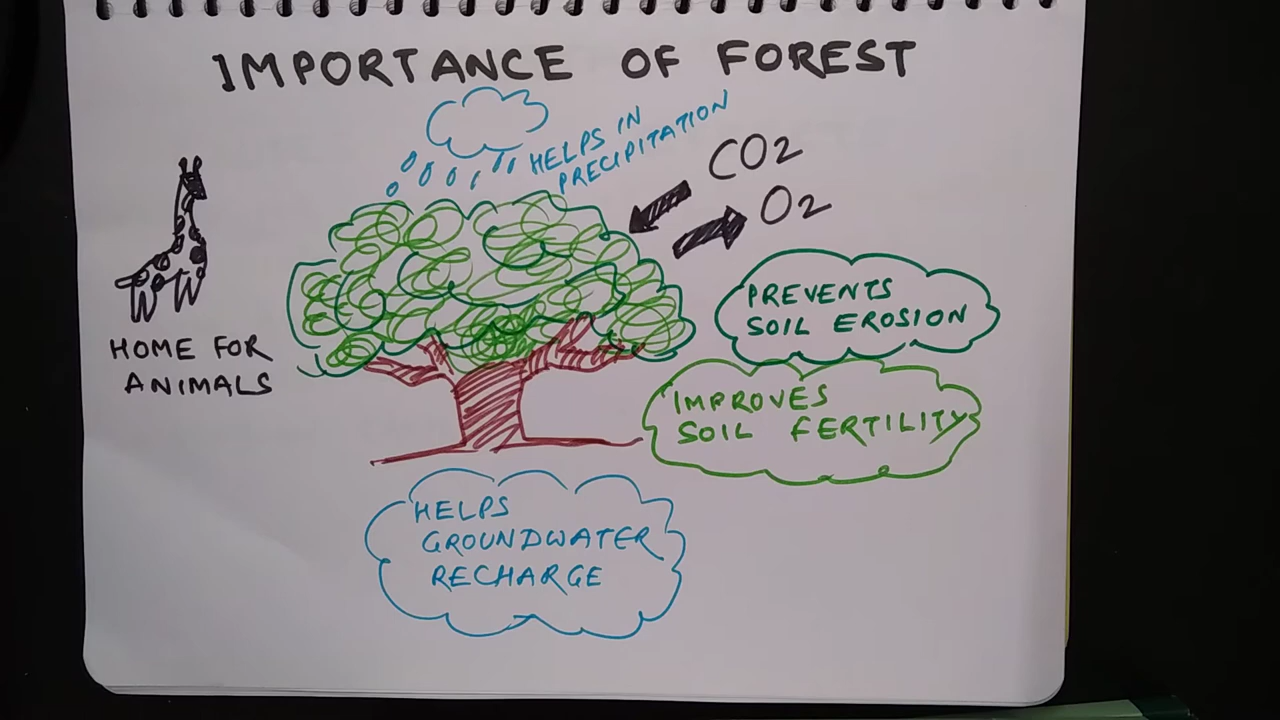 IMPORTANCE OF FOREST
HELPS IN
PRECIPITATION
CO2
O2
HOME FOR
ANIMALS
PREVENTS
SOIL EROSION
IMPROVES
SOIL FERTILITY
HELPS
GROUNDWATER
RECHARGE